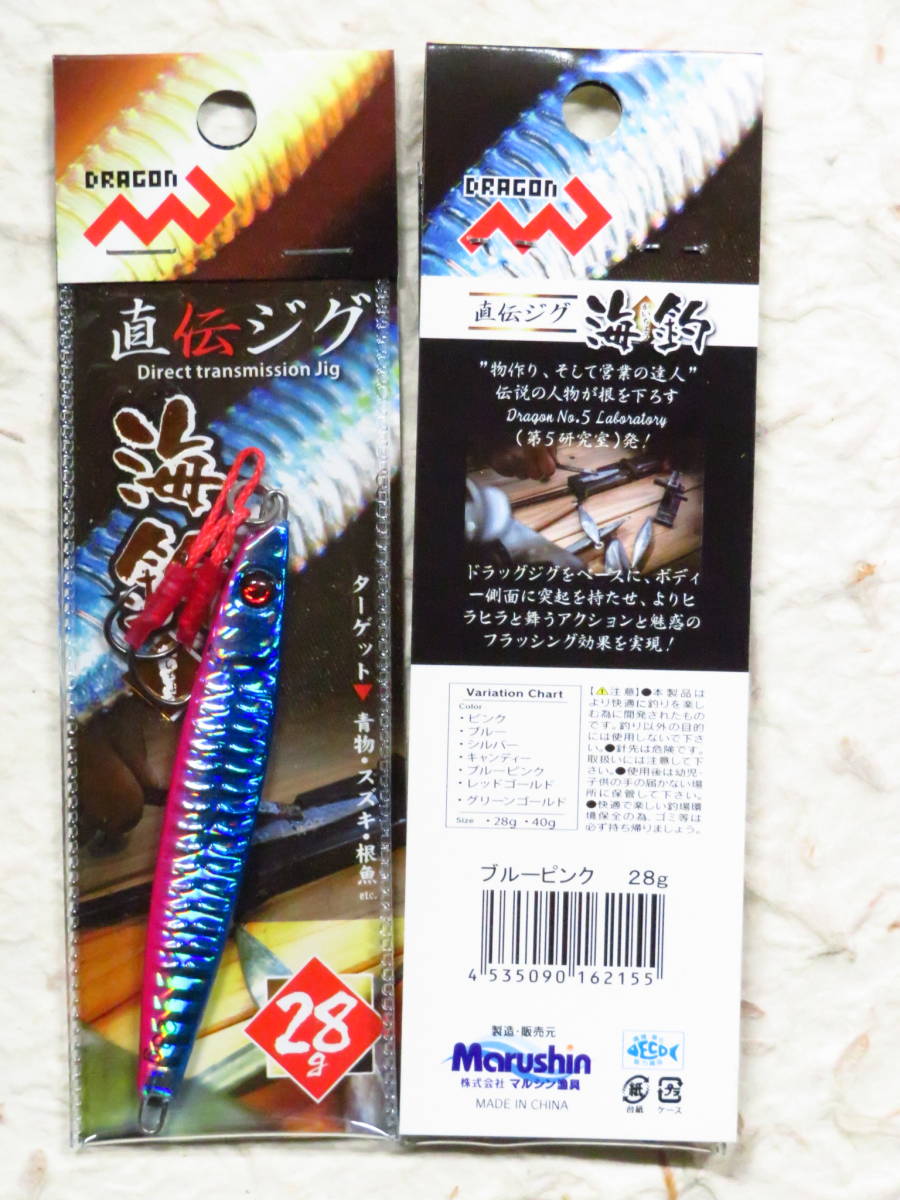 DRAGON
直伝ジグ
Direct transmission Jig
海
ターゲット▼青物・スズキ・根魚 etc.
28
g
DRAGON
直伝ジグ
海釣
"物作り、そして営業の達人"
伝説の人物が根を下ろす
Dragon No.5 Laboratory
(第5研究室)発!
ドラッグジグをベースに、ボディ
ー側面に突起を持たせ、よりヒ
ラヒラと舞うアクションと魅惑の
フラッシング効果を実現!
Variation Chart
Color
・ピンク
・ブルー
・シルバー
・キャンディー
・ブルーピンク
・レッドゴールド
・グリーンゴールド
Size ・28g ・40g
【⚠注意】●本製品は
より快適に釣りを楽し
む為に開発されたもの
です。釣り以外の目的
には使用しないで下さ
い。●針先は危険です。
取扱いには注意して下
さい。●使用後は幼児・
子供の手の届かない場
所に保管して下さい。
●快適で楽しい釣場環
境保全の為、ゴミ等は
必ず持ち帰りましょう。
ブルーピンク 28g
4 535090 162155
製造・販売元
Marushin
株式会社 マルシン漁具
MADE IN CHINA
ECO
紙
台紙
プラ
ケース